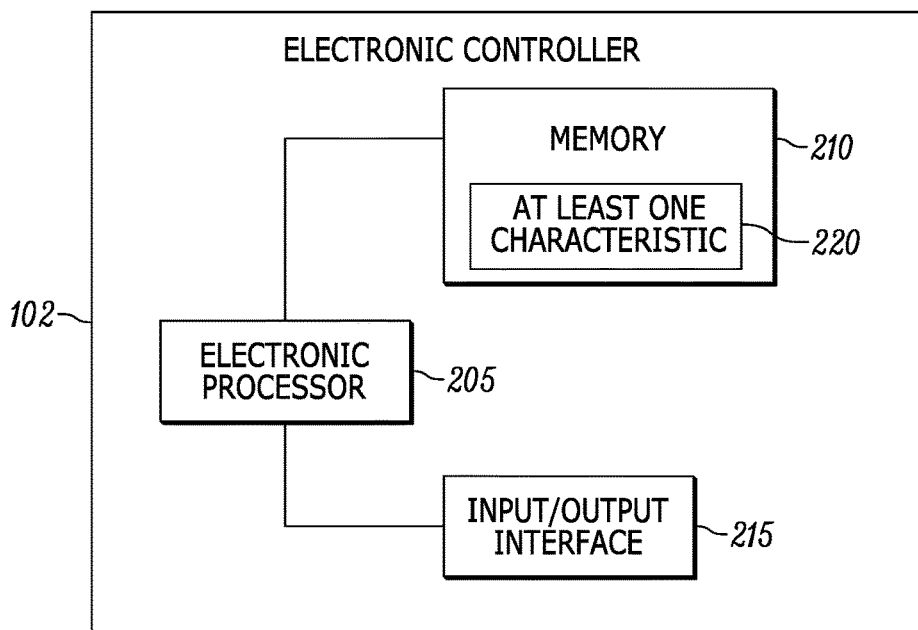 ELECTRONIC CONTROLLER
MEMORY
210
AT LEAST ONE
CHARACTERISTIC
220
102
ELECTRONIC
PROCESSOR
205
INPUT/OUTPUT
INTERFACE
215